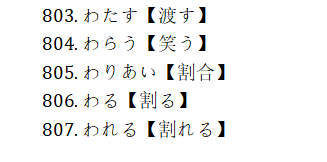 803. わたす【渡す】
804. わらう【笑う】
805. わりあい【割合】
806. わる【割る】
807. われる【割れる】